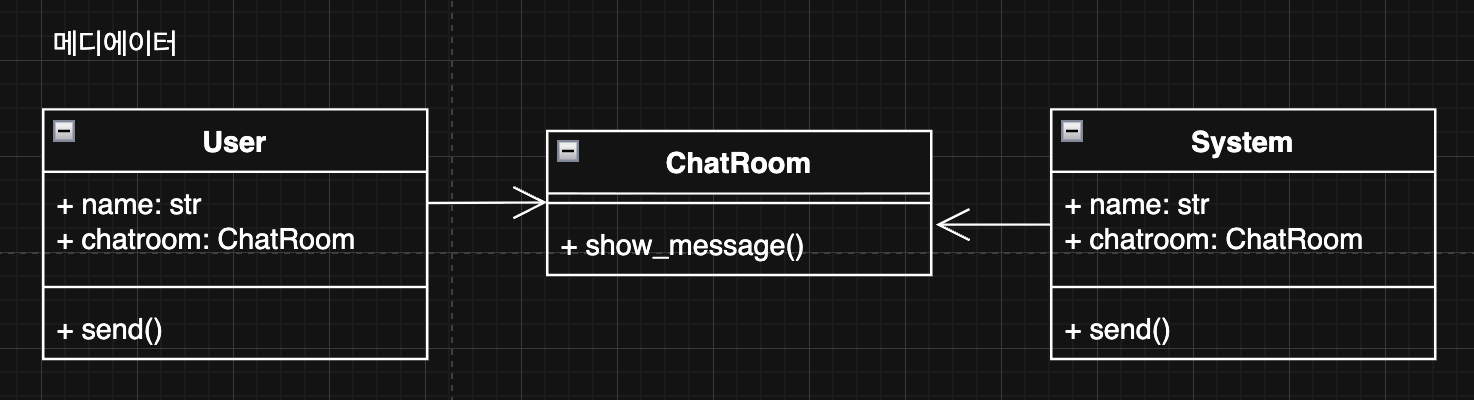 메디에이터
User
+ name: str
+ chatroom: ChatRoom
+ send()
ChatRoom
+ show_message()
System
+ name: str
+ chatroom: ChatRoom
+ send()